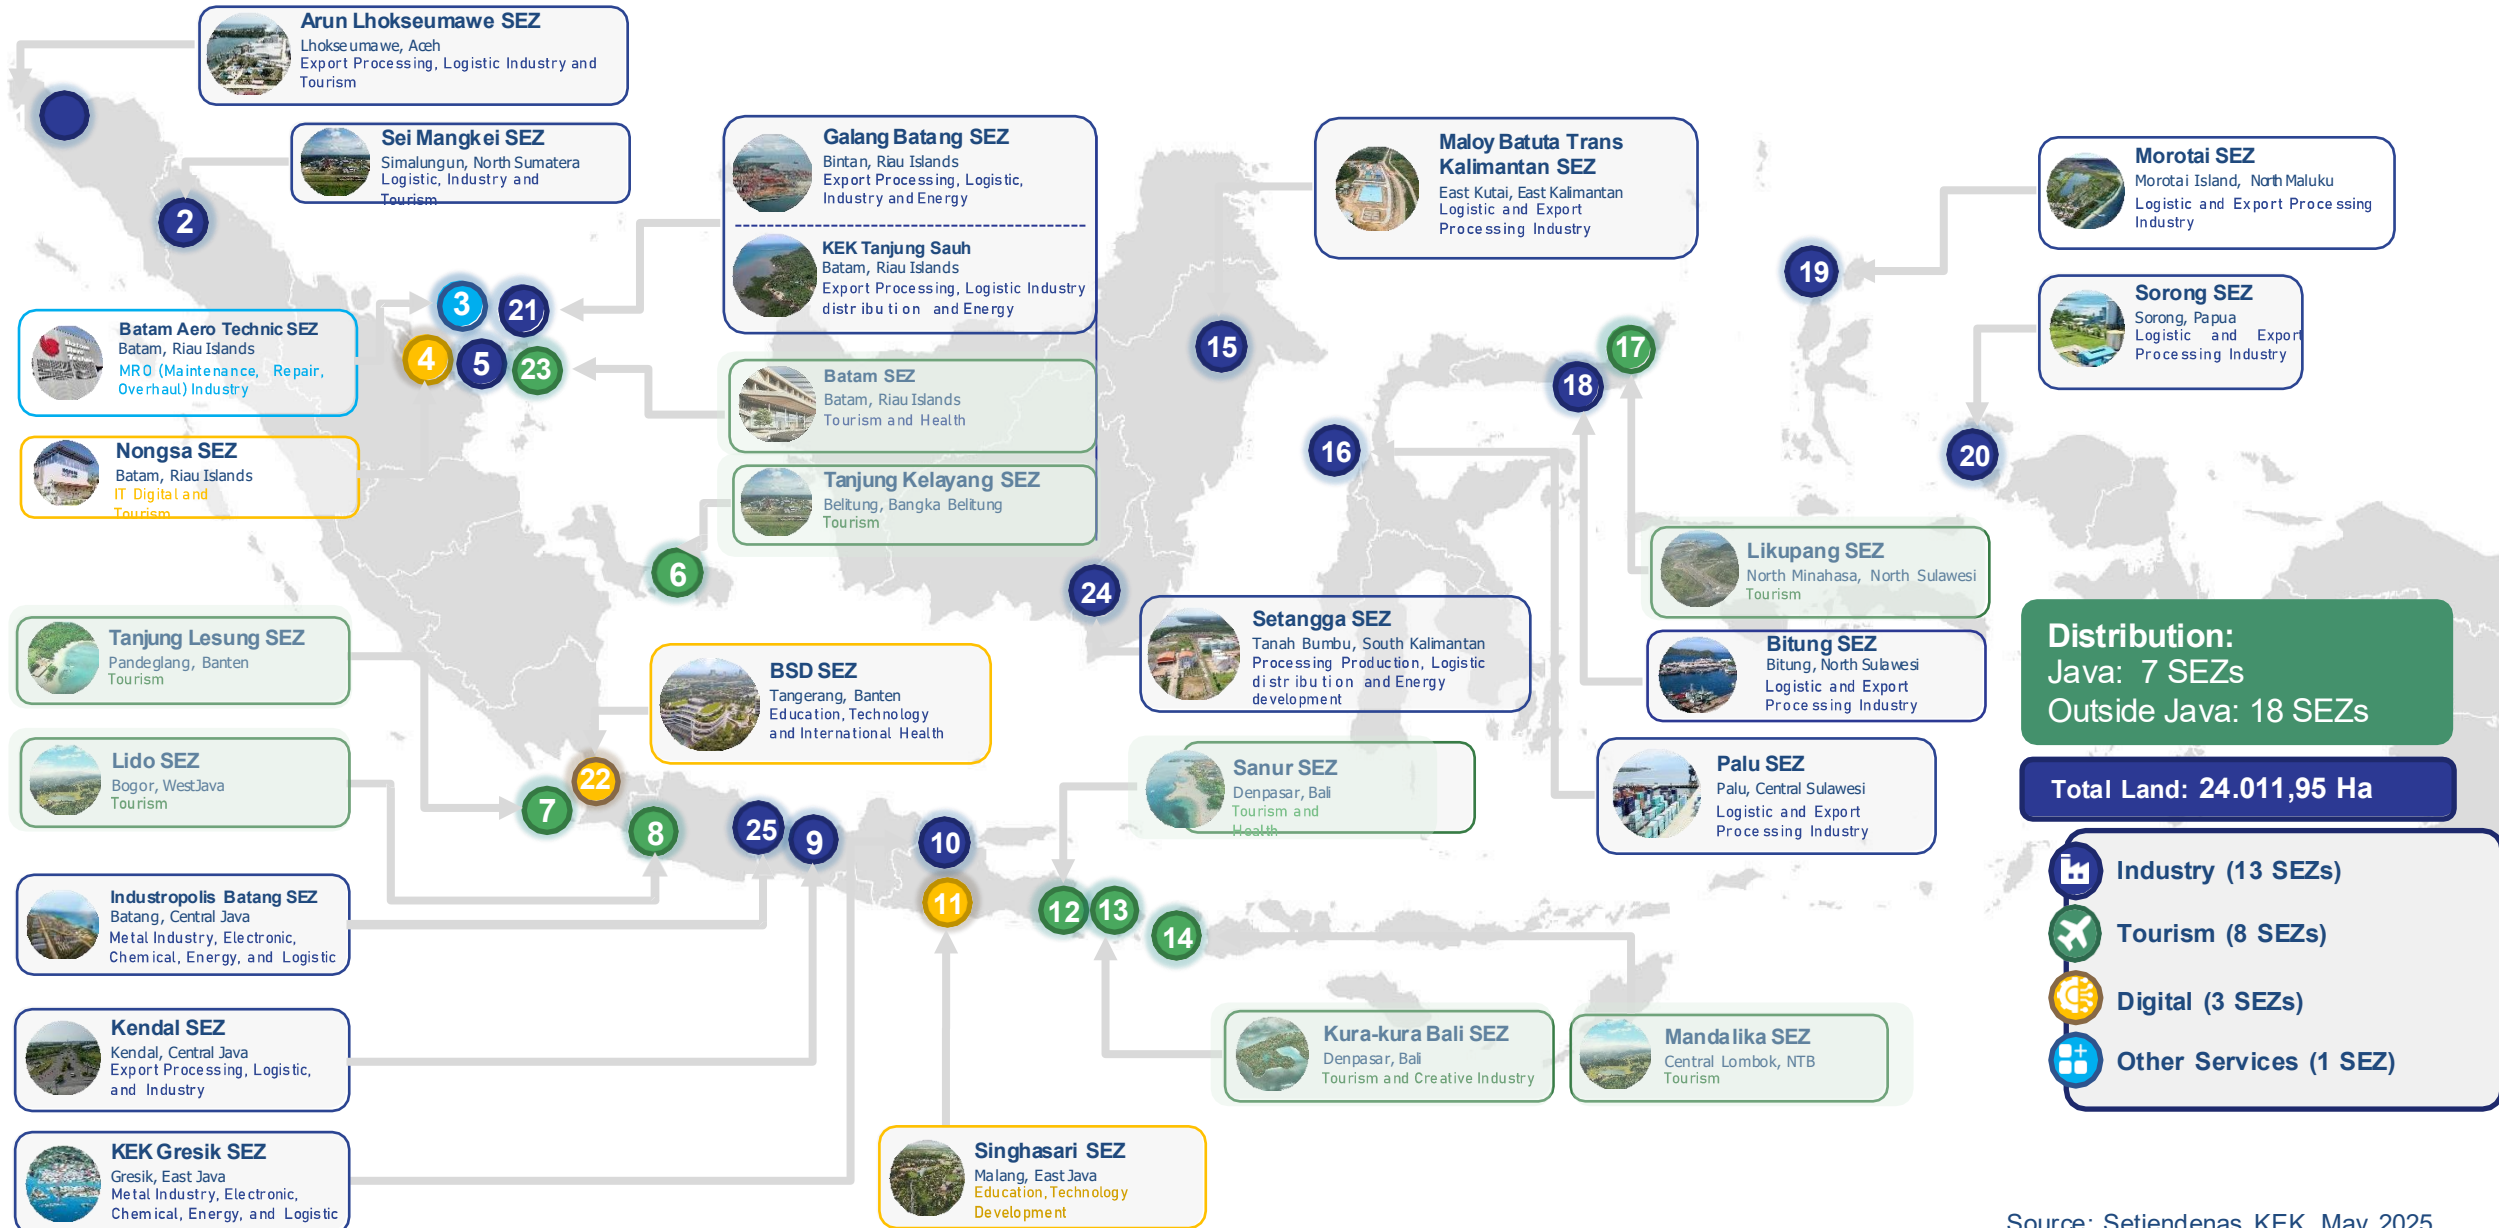 Arun Lhokseumawe SEZ
Lhokseumawe, Aceh
Export Processing, Logistic Industry and
Tourism
Sei Mangkei SEZ
Simalungun, North Sumatera
Logistic, Industry and
Tourism
2
Galang Batang SEZ
Bintan, Riau Islands
Export Processing, Logistic,
Industry and Energy
KEK Tanjung Sauh
Batam, Riau Islands
Export Processing, Logistic Industry
distribution and Energy
Maloy Batuta Trans
Kalimantan SEZ
East Kutai, East Kalimantan
Logistic and Export
Processing Industry
Morotai SEZ
Morotai Island, North Maluku
Logistic and Export Processing
Industry
19
Sorong SEZ
Sorong, Papua
Logistic and Export
Processing Industry
Batam Aero Technic SEZ
Batam, Riau Islands
MRO (Maintenance, Repair,
Overhaul) Industry
3
21
4
5
23
15
17
18
16
20
Batam SEZ
Batam, Riau Islands
Tourism and Health
Nongsa SEZ
Batam, Riau Islands
IT Digital and
Tourism
Tanjung Kelayang SEZ
Belitung, Bangka Belitung
Tourism
6
24
Likupang SEZ
North Minahasa, North Sulawesi
Tourism
Tanjung Lesung SEZ
Pandeglang, Banten
Tourism
BSD SEZ
Tangerang, Banten
Education, Technology
and International Health
Setangga SEZ
Tanah Bumbu, South Kalimantan
Processing Production, Logistic
distribution and Energy
development
Bitung SEZ
Bitung, North Sulawesi
Logistic and Export
Processing Industry
Distribution:
Java: 7 SEZs
Outside Java: 18 SEZs
Lido SEZ
Bogor, WestJava
Tourism
22
7
8
25
9
10
11
12
13
14
Sanur SEZ
Denpasar, Bali
Tourism and
Health
Palu SEZ
Palu, Central Sulawesi
Logistic and Export
Processing Industry
Total Land: 24.011,95 Ha
Industry (13 SEZs)
Tourism (8 SEZs)
Digital (3 SEZs)
Other Services (1 SEZ)
Industropolis Batang SEZ
Batang, Central Java
Metal Industry, Electronic,
Chemical, Energy, and Logistic
Kendal SEZ
Kendal, Central Java
Export Processing, Logistic,
and Industry
Kura-kura Bali SEZ
Denpasar, Bali
Tourism and Creative Industry
Mandalika SEZ
Central Lombok, NTB
Tourism
KEK Gresik SEZ
Gresik, East Java
Metal Industry, Electronic,
Chemical, Energy, and Logistic
Singhasari SEZ
Malang, East Java
Education, Technology
Development
Source: Setjendenas KEK, May 2025